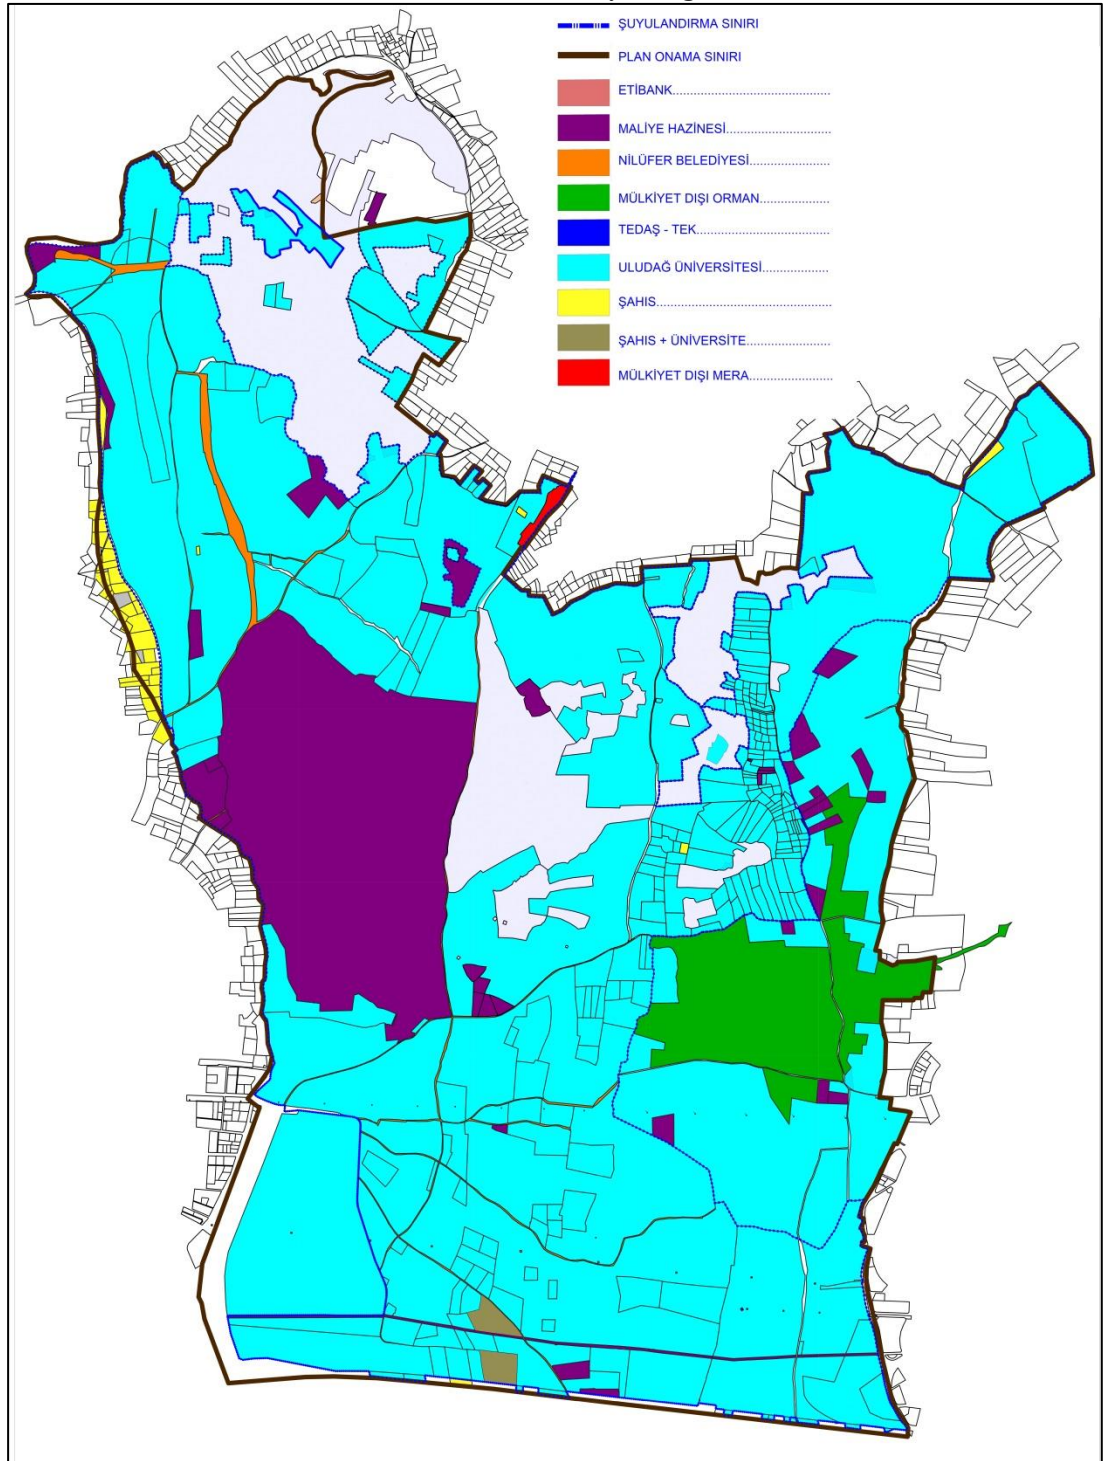 ŞUYULANDIRMA SINIRI
PLAN ONAMA SINIRI
ETİBANK............................................
MALİYE HAZİNESİ..............................
NİLÜFER BELEDİYESİ.......................
MÜLKİYET DIŞI ORMAN....................
TEDAŞ - TEK......................................
ULUDAĞ ÜNİVERSİTESİ...................
ŞAHIS.................................................
ŞAHIS + ÜNİVERSİTE........................
MÜLKİYET DIŞI MERA........................